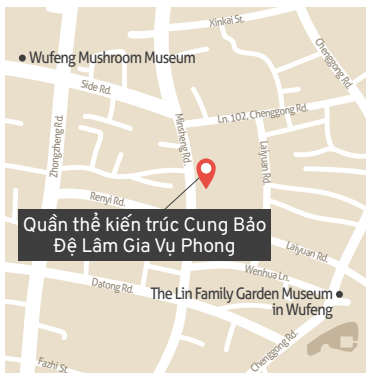 Xinkai St.
Chenggong Rd.
Wufeng Mushroom Museum
Side Rd.
Ln. 102, Chenggong Rd.
Zhongzheng Rd.
Minsheng Rd.
Laiyuan Rd.
Renyi Rd.
Quần thể kiến trúc Cung Bảo
Đệ Lâm Gia Vụ Phong
Laiyuan Rd.
Wenhua Ln.
Datong Rd.
The Lin Family Garden Museum
in Wufeng
Chenggong Rd.
Fazhi St.